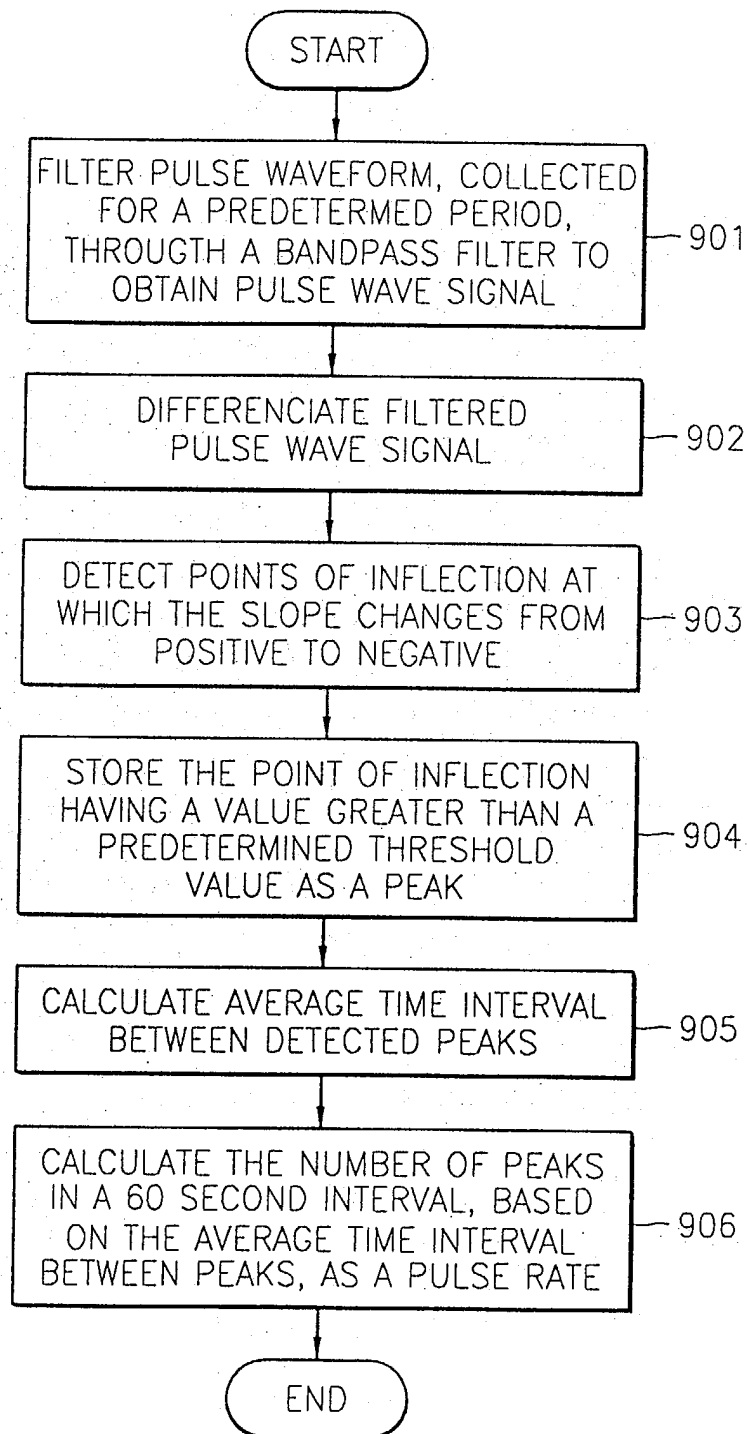 START
FILTER PULSE WAVEFORM, COLLECTED
FOR A PREDETERMED PERIOD,
THROUGTH A BANDPASS FILTER TO
OBTAIN PULSE WAVE SIGNAL
901
DIFFERENCIATE FILTERED
PULSE WAVE SIGNAL
902
DETECT POINTS OF INFLECTION AT
WHICH THE SLOPE CHANGES FROM
POSITIVE TO NEGATIVE
903
STORE THE POINT OF INFLECTION
HAVING A VALUE GREATER THAN A
PREDETERMINED THRESHOLD
VALUE AS A PEAK
904
CALCULATE AVERAGE TIME INTERVAL
BETWEEN DETECTED PEAKS
905
CALCULATE THE NUMBER OF PEAKS
IN A 60 SECOND INTERVAL, BASED
ON THE AVERAGE TIME INTERVAL
BETWEEN PEAKS, AS A PULSE RATE
906
END